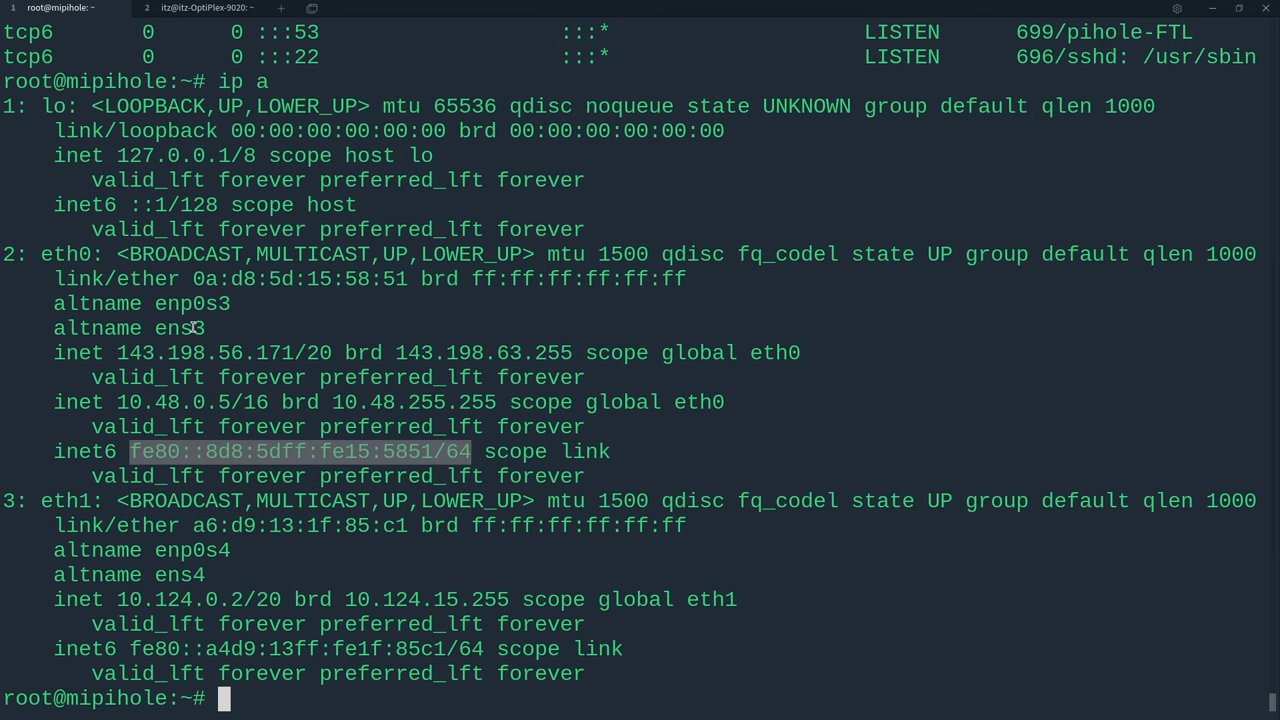 1 root@mipihole: ~ 2 itz@itz-OptiPlex-9020: ~
tcp6 0 0 :::53 :::* LISTEN 699/pihole-FTL
tcp6 0 0 :::22 :::* LISTEN 696/sshd: /usr/sbin
root@mipihole:~# ip a
1: lo: <LOOPBACK,UP,LOWER_UP> mtu 65536 qdisc noqueue state UNKNOWN group default qlen 1000
link/loopback 00:00:00:00:00:00 brd 00:00:00:00:00:00
inet 127.0.0.1/8 scope host lo
valid_lft forever preferred_lft forever
inet6 ::1/128 scope host
valid_lft forever preferred_lft forever
2: eth0: <BROADCAST,MULTICAST,UP,LOWER_UP> mtu 1500 qdisc fq_codel state UP group default qlen 1000
link/ether 0a:d8:5d:15:58:51 brd ff:ff:ff:ff:ff:ff
altname enp0s3
altname ens3
inet 143.198.56.171/20 brd 143.198.63.255 scope global eth0
valid_lft forever preferred_lft forever
inet 10.48.0.5/16 brd 10.48.255.255 scope global eth0
valid_lft forever preferred_lft forever
inet6 fe80::8d8:5dff:fe15:5851/64 scope link
valid_lft forever preferred_lft forever
3: eth1: <BROADCAST,MULTICAST,UP,LOWER_UP> mtu 1500 qdisc fq_codel state UP group default qlen 1000
link/ether a6:d9:13:1f:85:c1 brd ff:ff:ff:ff:ff:ff
altname enp0s4
altname ens4
inet 10.124.0.2/20 brd 10.124.15.255 scope global eth1
valid_lft forever preferred_lft forever
inet6 fe80::a4d9:13ff:fe1f:85c1/64 scope link
valid_lft forever preferred_lft forever
root@mipihole:~#